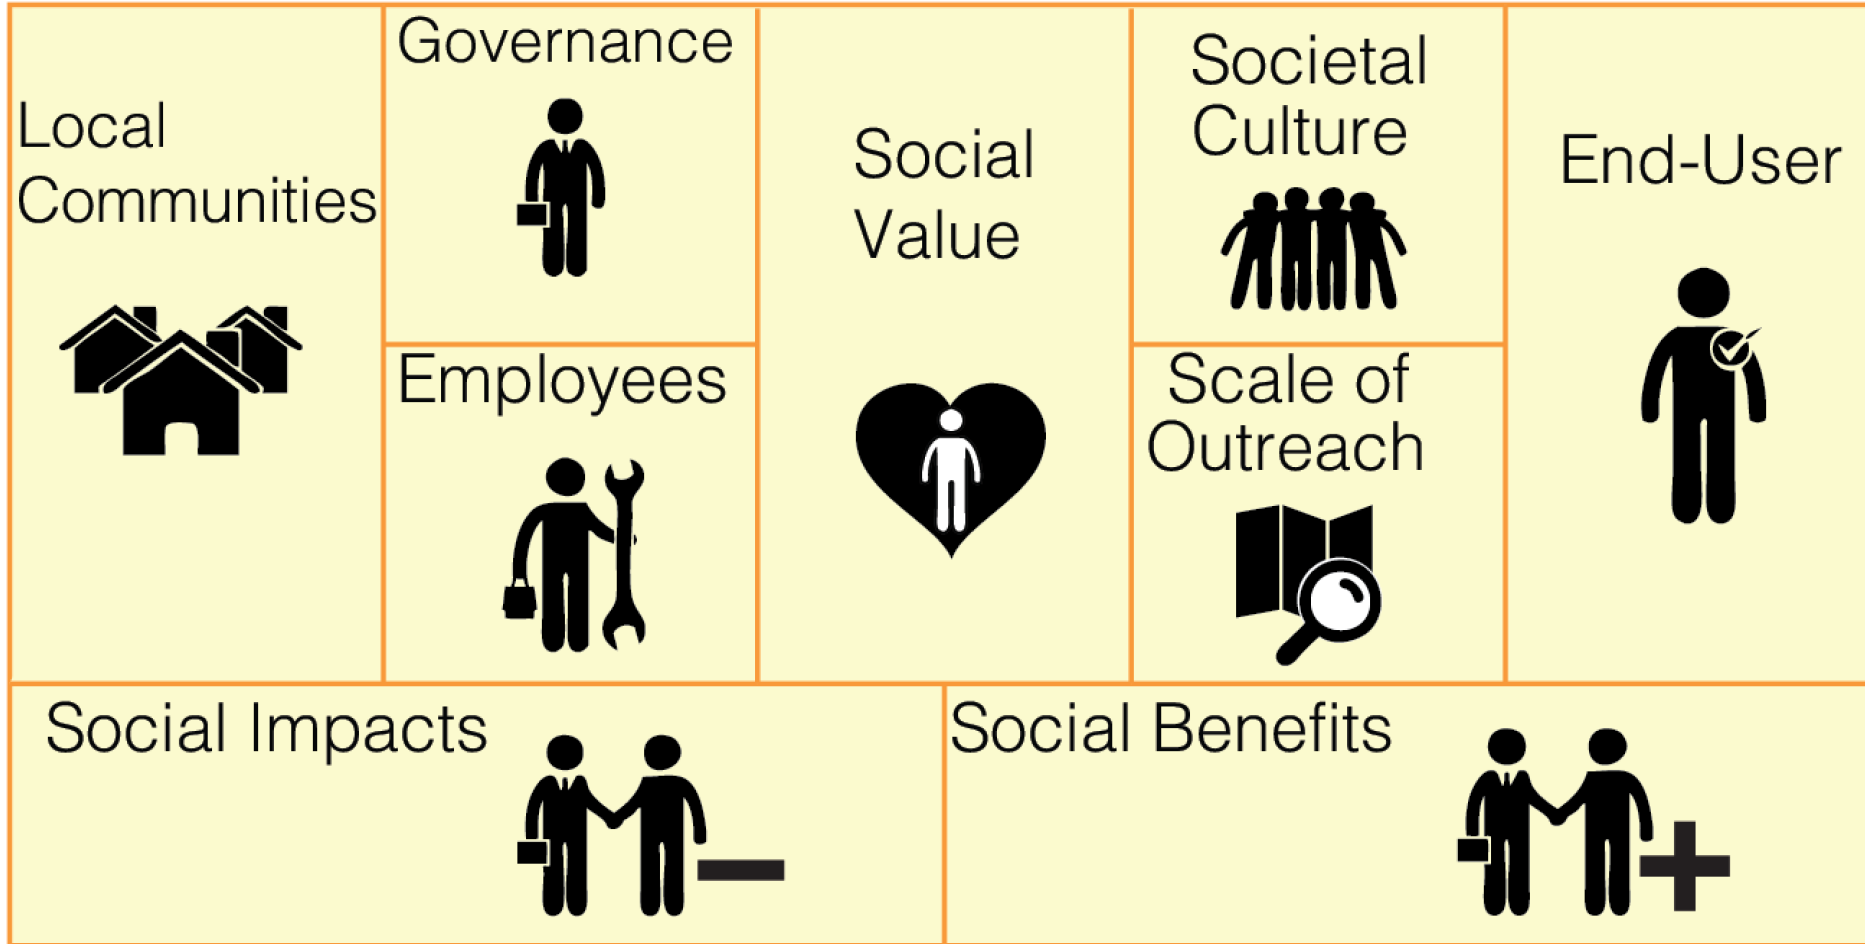 Local
Communities
Governance
Employees
Social
Value
Societal
Culture
Scale of
Outreach
End-User
Social Impacts
Social Benefits